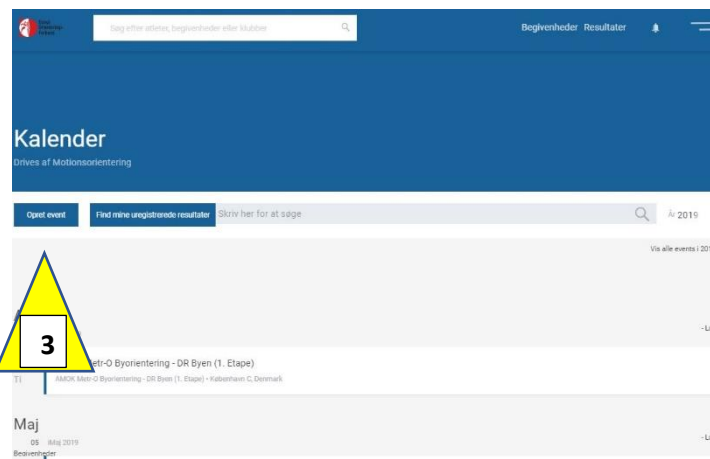 Søg efter atleter, begivenheder eller klubber
Begivenheder Resultater
Kalender
Drives af Motionsorientering
Opret event
Find mine uregistrerede resultater
Skriv her for at søge
År 2019
Vis alle events i 201
3
etr-O Byorientering - DR Byen (1. Etape)
Ti
AMOK Metr-O Byorientering - DR Byen (1. Etape) • København C, Denmark
Maj
05 iMaj 2019
Begivenheder